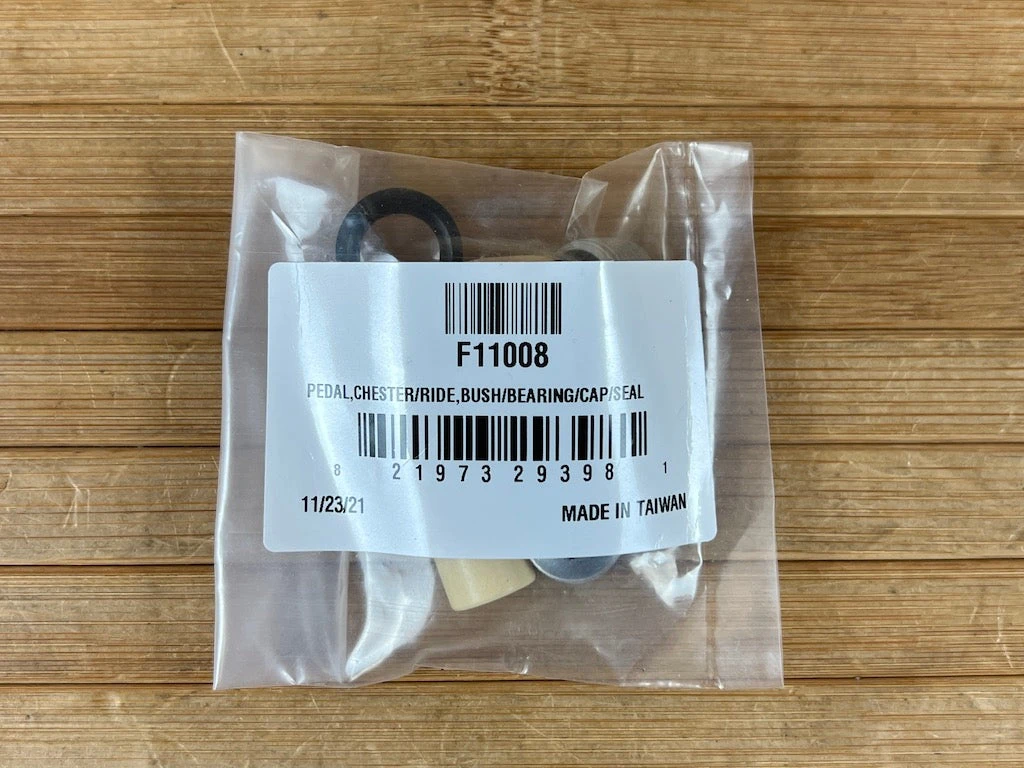 F11008
PEDAL,CHESTER/RIDE,BUSH/BEARING/CAP/SEAL
8 21973 29398 1
11/23/21 MADE IN TAIWAN